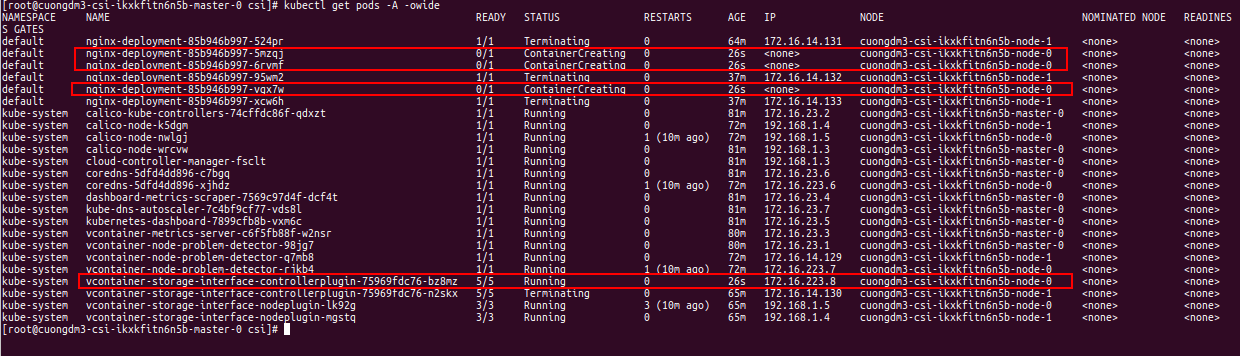 [root@cuongdm3-csi-ikxkfitn6n5b-master-0 csi]# kubectl get pods -A -owide
NAMESPACE NAME READY STATUS RESTARTS AGE IP NODE NOMINATED NODE READINES
S GATES
default nginx-deployment-85b946b997-524pr 1/1 Terminating 0 64m 172.16.14.131 cuongdm3-csi-ikxkfitn6n5b-node-1 <none> <none>
default nginx-deployment-85b946b997-5mzqj 0/1 ContainerCreating 0 26s <none> cuongdm3-csi-ikxkfitn6n5b-node-0 <none> <none>
default nginx-deployment-85b946b997-6rvmf 0/1 ContainerCreating 0 26s <none> cuongdm3-csi-ikxkfitn6n5b-node-0 <none> <none>
default nginx-deployment-85b946b997-95wm2 1/1 Terminating 0 37m 172.16.14.132 cuongdm3-csi-ikxkfitn6n5b-node-1 <none> <none>
default nginx-deployment-85b946b997-vqx7w 0/1 ContainerCreating 0 26s <none> cuongdm3-csi-ikxkfitn6n5b-node-0 <none> <none>
default nginx-deployment-85b946b997-xcw6h 1/1 Terminating 0 37m 172.16.14.133 cuongdm3-csi-ikxkfitn6n5b-node-1 <none> <none>
kube-system calico-kube-controllers-74cffdc86f-qdxzt 1/1 Running 0 81m 172.16.23.2 cuongdm3-csi-ikxkfitn6n5b-master-0 <none> <none>
kube-system calico-node-k5dgm 1/1 Running 0 72m 192.168.1.4 cuongdm3-csi-ikxkfitn6n5b-node-1 <none> <none>
kube-system calico-node-nwlgj 1/1 Running 1 (10m ago) 72m 192.168.1.5 cuongdm3-csi-ikxkfitn6n5b-node-0 <none> <none>
kube-system calico-node-wrcvw 1/1 Running 0 81m 192.168.1.3 cuongdm3-csi-ikxkfitn6n5b-master-0 <none> <none>
kube-system cloud-controller-manager-fsclt 1/1 Running 0 81m 192.168.1.3 cuongdm3-csi-ikxkfitn6n5b-master-0 <none> <none>
kube-system coredns-5dfd4dd896-c7bgq 1/1 Running 0 81m 172.16.23.6 cuongdm3-csi-ikxkfitn6n5b-master-0 <none> <none>
kube-system coredns-5dfd4dd896-xjhdz 1/1 Running 1 (10m ago) 72m 172.16.223.6 cuongdm3-csi-ikxkfitn6n5b-node-0 <none> <none>
kube-system dashboard-metrics-scraper-7569c97d4f-dcf4t 1/1 Running 0 81m 172.16.23.4 cuongdm3-csi-ikxkfitn6n5b-master-0 <none> <none>
kube-system kube-dns-autoscaler-7c4bf9cf77-vds8l 1/1 Running 0 81m 172.16.23.7 cuongdm3-csi-ikxkfitn6n5b-master-0 <none> <none>
kube-system kubernetes-dashboard-7899cfb8b-vxm6c 1/1 Running 0 81m 172.16.23.5 cuongdm3-csi-ikxkfitn6n5b-master-0 <none> <none>
kube-system vcontainer-metrics-server-c6f5fb88f-w2nsr 1/1 Running 0 80m 172.16.23.3 cuongdm3-csi-ikxkfitn6n5b-master-0 <none> <none>
kube-system vcontainer-node-problem-detector-98jg7 1/1 Running 0 80m 172.16.23.1 cuongdm3-csi-ikxkfitn6n5b-master-0 <none> <none>
kube-system vcontainer-node-problem-detector-q7mb8 1/1 Running 0 72m 172.16.14.129 cuongdm3-csi-ikxkfitn6n5b-node-1 <none> <none>
kube-system vcontainer-node-problem-detector-rjkb4 1/1 Running 1 (10m ago) 72m 172.16.223.7 cuongdm3-csi-ikxkfitn6n5b-node-0 <none> <none>
kube-system vcontainer-storage-interface-controllerplugin-75969fdc76-bz8mz 5/5 Running 0 26s 172.16.223.8 cuongdm3-csi-ikxkfitn6n5b-node-0 <none> <none>
kube-system vcontainer-storage-interface-controllerplugin-75969fdc76-n2skx 5/5 Terminating 0 65m 172.16.14.130 cuongdm3-csi-ikxkfitn6n5b-node-1 <none> <none>
kube-system vcontainer-storage-interface-nodeplugin-lk92g 3/3 Running 3 (10m ago) 65m 192.168.1.5 cuongdm3-csi-ikxkfitn6n5b-node-0 <none> <none>
kube-system vcontainer-storage-interface-nodeplugin-mgstq 3/3 Running 0 65m 192.168.1.4 cuongdm3-csi-ikxkfitn6n5b-node-1 <none> <none>
[root@cuongdm3-csi-ikxkfitn6n5b-master-0 csi]#